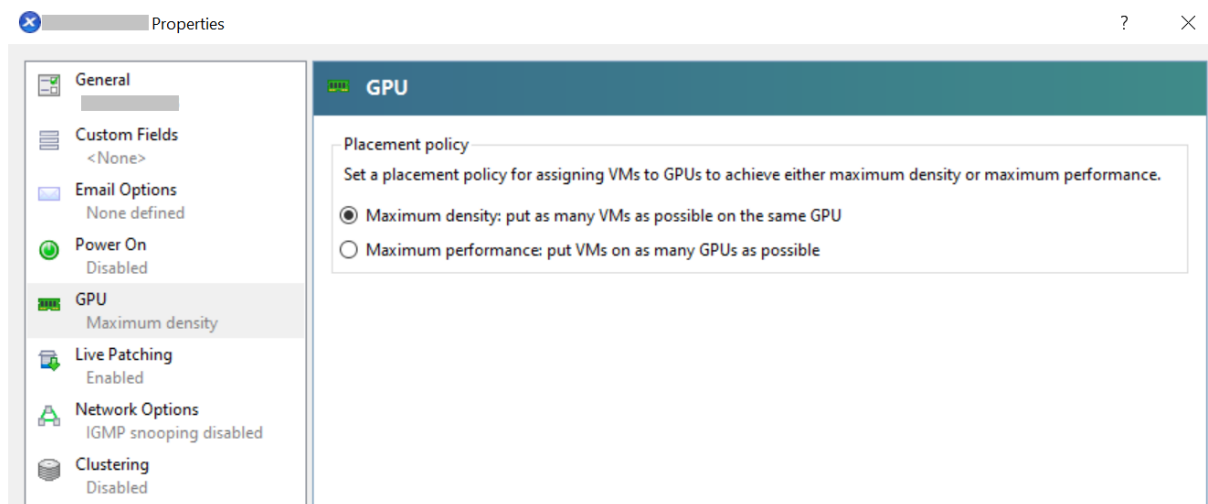 Properties
?
General
Custom Fields
<None>
Email Options
None defined
Power On
Disabled
GPU
Maximum density
Live Patching
Enabled
Network Options
IGMP snooping disabled
Clustering
Disabled
GPU
Placement policy
Set a placement policy for assigning VMs to GPUs to achieve either maximum density or maximum performance.
Maximum density: put as many VMs as possible on the same GPU
Maximum performance: put VMs on as many GPUs as possible